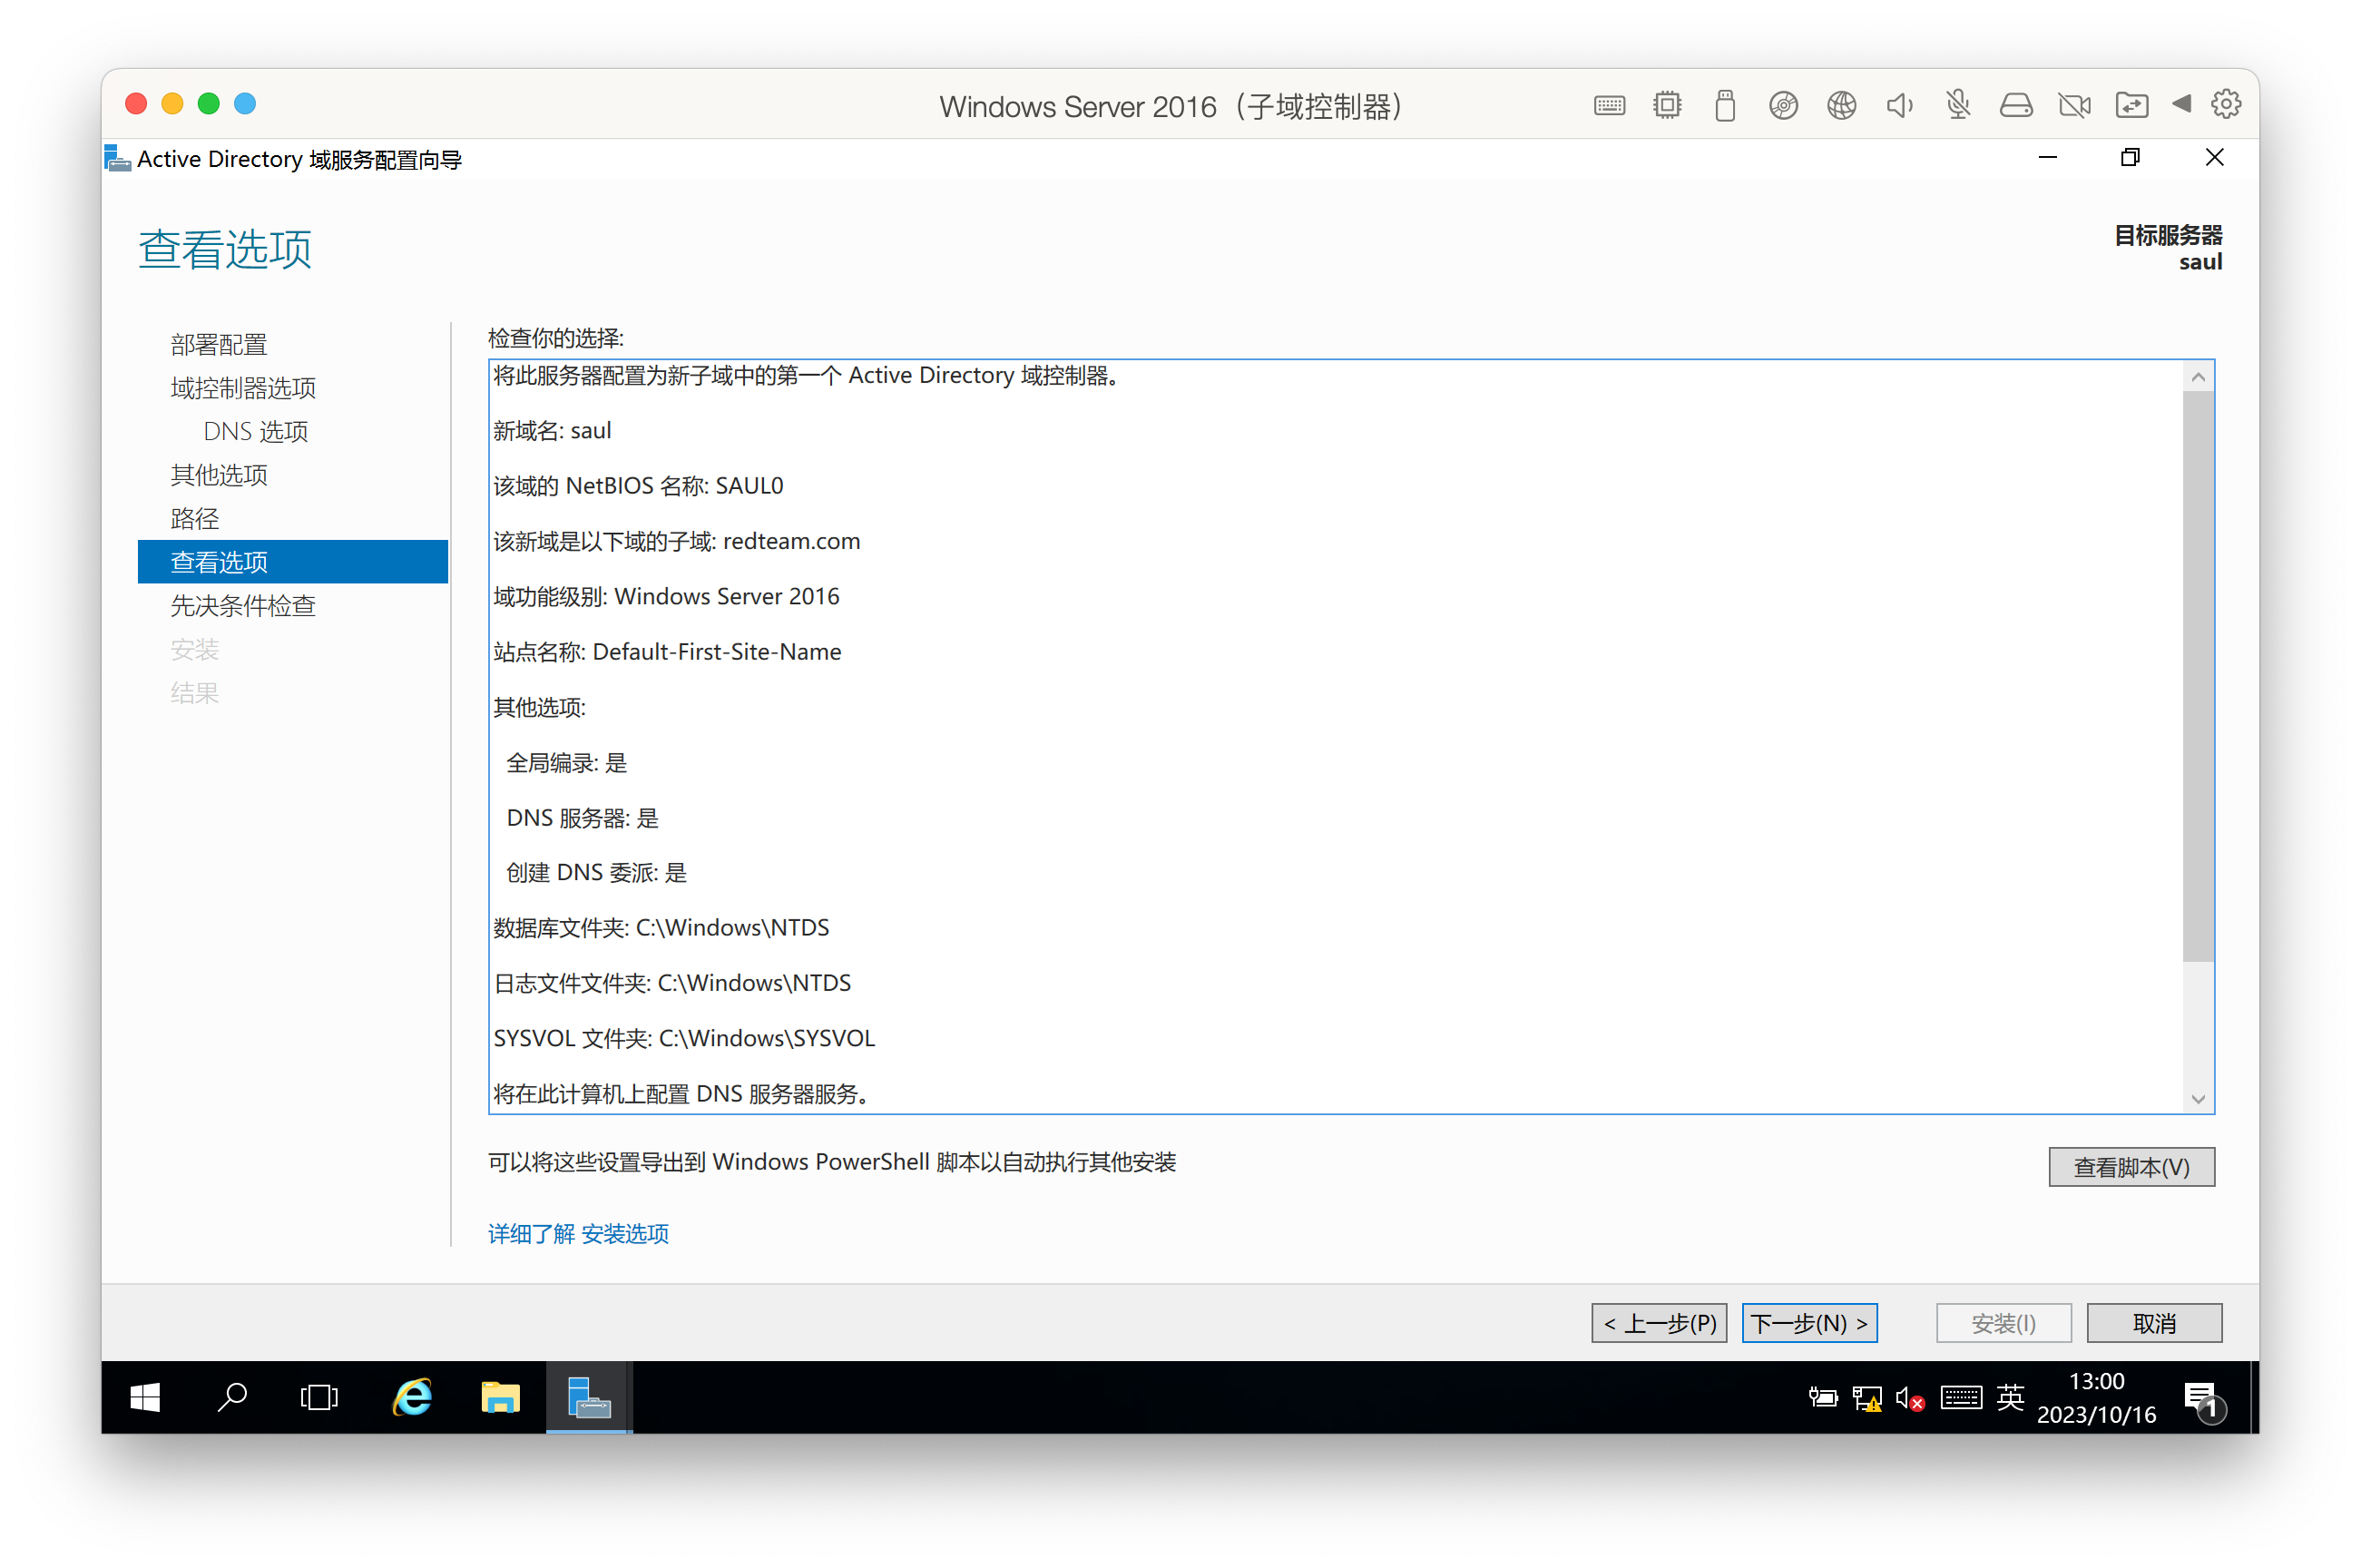 Windows Server 2016（子域控制器）
Active Directory 域服务配置向导
查看选项
目标服务器
saul
部署配置
域控制器选项
DNS 选项
其他选项
路径
查看选项
先决条件检查
安装
结果
检查你的选择:
将此服务器配置为新子域中的第一个 Active Directory 域控制器。
新域名: saul
该域的 NetBIOS 名称: SAUL0
该新域是以下域的子域: redteam.com
域功能级别: Windows Server 2016
站点名称: Default-First-Site-Name
其他选项:
全局编录: 是
DNS 服务器: 是
创建 DNS 委派: 是
数据库文件夹: C:\Windows\NTDS
日志文件文件夹: C:\Windows\NTDS
SYSVOL 文件夹: C:\Windows\SYSVOL
将在此计算机上配置 DNS 服务器服务。
可以将这些设置导出到 Windows PowerShell 脚本以自动执行其他安装
查看脚本(V)
详细了解 安装选项
< 上一步(P)
下一步(N) >
安装(I)
取消
英
13:00
2023/10/16
1